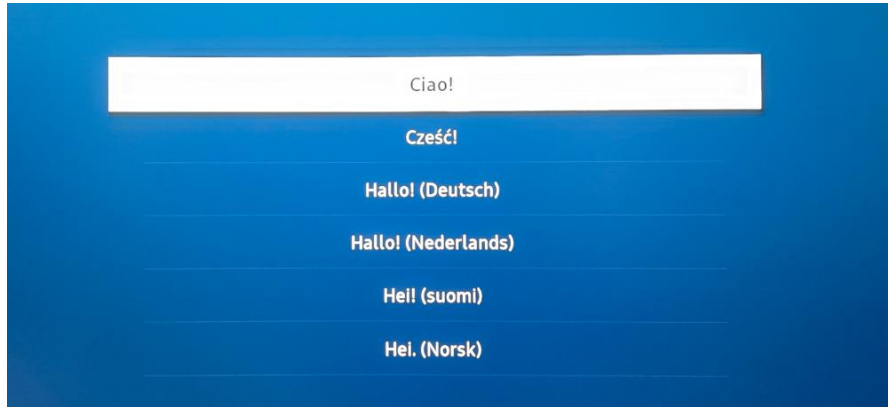 Ciao!
Cześć!
Hallo! (Deutsch)
Hallo! (Nederlands)
Hei! (suomi)
Hei. (Norsk)